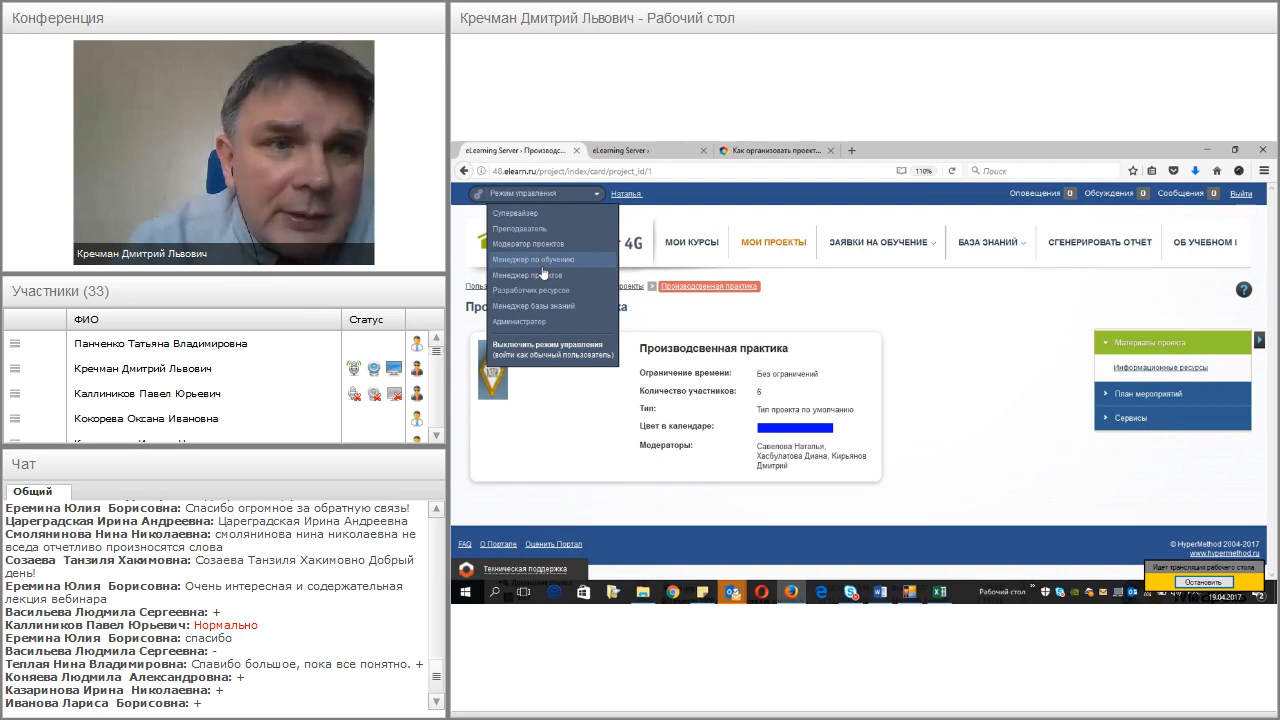 Конференция
Кречман Дмитрий Львович
Участники (33)
ФИО
Статус
Панченко Татьяна Владимировна
Кречман Дмитрий Львович
Каллиников Павел Юрьевич
Кокорева Оксана Ивановна
Чат
Общий
Еремина Юлия Борисовна: Спасибо огромное за обратную связь!
Цареградская Ирина Андреевна: Цареградская Ирина Андреевна
Смолянинова Нина Николаевна: смолянинова нина николаевна не
вседа отчетливо произносятся слова
Созаева Танзиля Хакимовна: Созаева Танзиля Хакимовно Добрый
день!
Еремина Юлия Борисовна: Очень интересная и содержательная
лекция вебинара
Васильева Людмила Сергеевна: +
Каллиников Павел Юрьевич: Нормально
Еремина Юлия Борисовна: спасибо
Васильева Людмила Сергеевна: -
Теплая Нина Владимировна: Спавибо большое, пока все понятно. +
Коняева Людмила Александровна: +
Казаринова Ирина Николаевна: +
Иванова Лариса Борисовна: +
Кречман Дмитрий Львович - Рабочий стол
eLearning Server › Производс...
eLearning Server ›
Как организовать проект...
48.elearn.ru/project/index/card/project_id/1
110%
Поиск
Режим управления
Наталья
Оповещения 0
Обсуждения 0
Сообщения 0
Выйти
Супервайзер
Преподаватель
Модератор проектов
Менеджер по обучению
Разработчик ресурсов
Менеджер базы знаний
Администратор
Выключить режим управления
(войти как обычный пользователь)
4G
МОИ КУРСЫ
МОИ ПРОЕКТЫ
ЗАЯВКИ НА ОБУЧЕНИЕ
БАЗА ЗНАНИЙ
СГЕНЕРИРОВАТЬ ОТЧЁТ
ОБ УЧЕБНОМ
Производсвенная практика
Производсвенная практика
Ограничение времени: Без ограничений
Количество участников: 6
Тип: Тип проекта по умолчанию
Цвет в календаре:
Модераторы: Савелова Наталья,
Хасбулатова Диана, Кирьянов
Дмитрий
Материалы проекта
Информационные ресурсы
План мероприятий
Сервисы
FAQ
О Портале
Оценить Портал
© HyperMethod 2004-2017
www.hypermethod.ru
Техническая поддержка
Идет трансляция рабочего стола
Остановить
Рабочий стол
19.04.2017